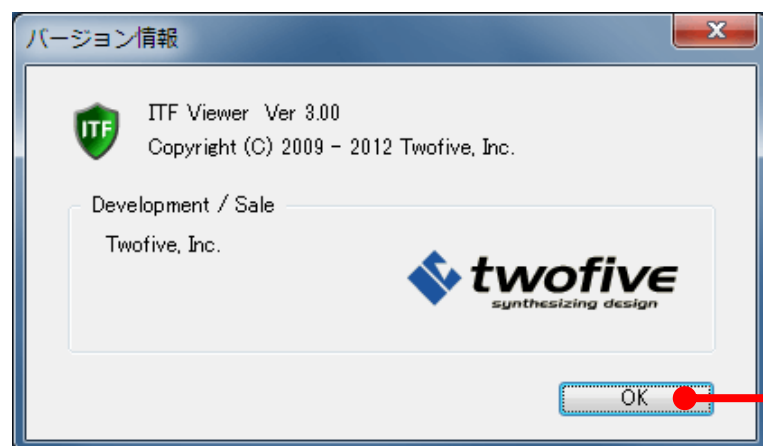 バージョン情報
X
ITF
ITF Viewer Ver 3.00
Copyright (C) 2009 - 2012 Twofive, Inc.
Development / Sale
Twofive, Inc.
twofive
synthesizing design
OK